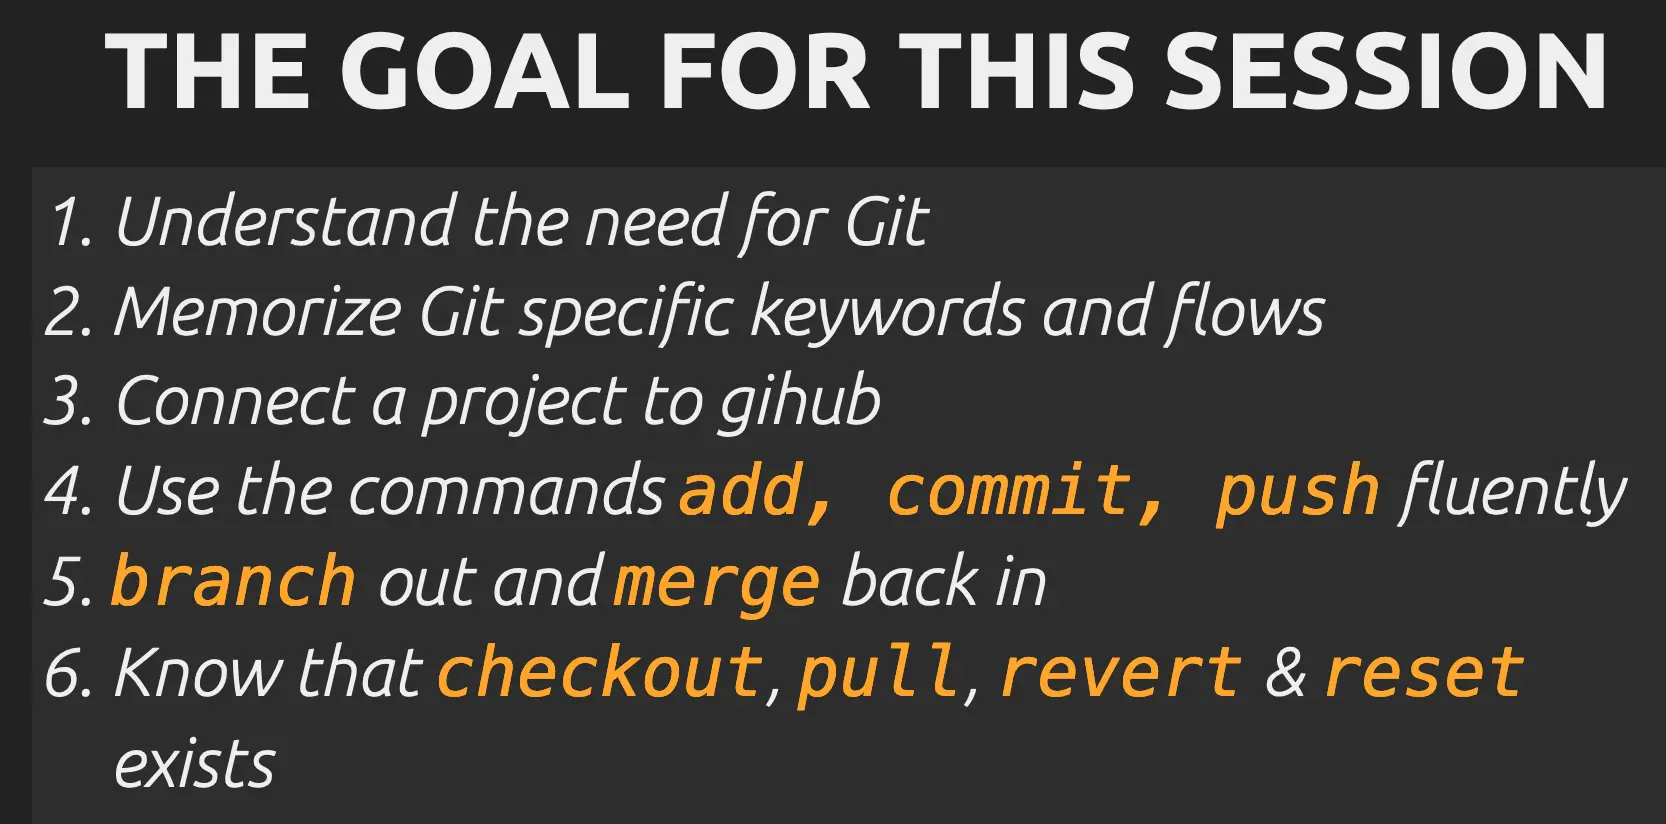 THE GOAL FOR THIS SESSION
1. Understand the need for Git
2. Memorize Git specific keywords and flows
3. Connect a project to gihub
4. Use the commands add, commit, push fluently
5. branch out and merge back in
6. Know that checkout, pull, revert & reset
exists